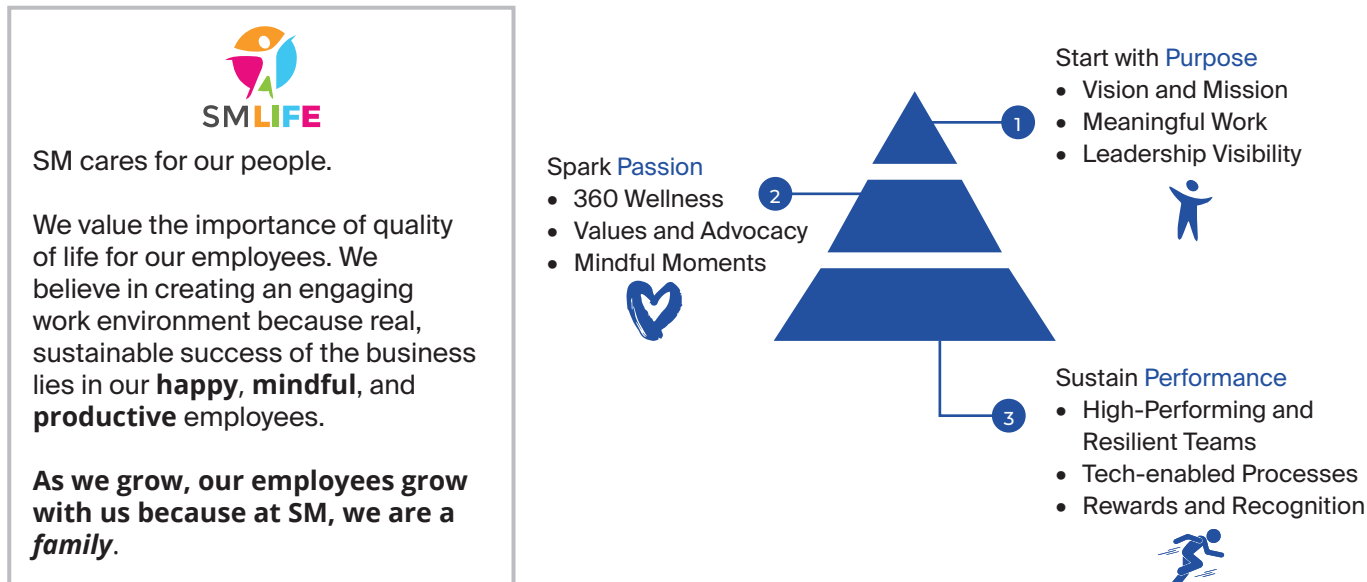 SMLIFE
SM cares for our people.
We value the importance of quality
of life for our employees. We
believe in creating an engaging
work environment because real,
sustainable success of the business
lies in our happy, mindful, and
productive employees.
As we grow, our employees grow
with us because at SM, we are a
family.
Start with Purpose
• Vision and Mission
• Meaningful Work
• Leadership Visibility
1
Spark Passion
• 360 Wellness
• Values and Advocacy
• Mindful Moments
2
Sustain Performance
• High-Performing and
Resilient Teams
• Tech-enabled Processes
• Rewards and Recognition
3